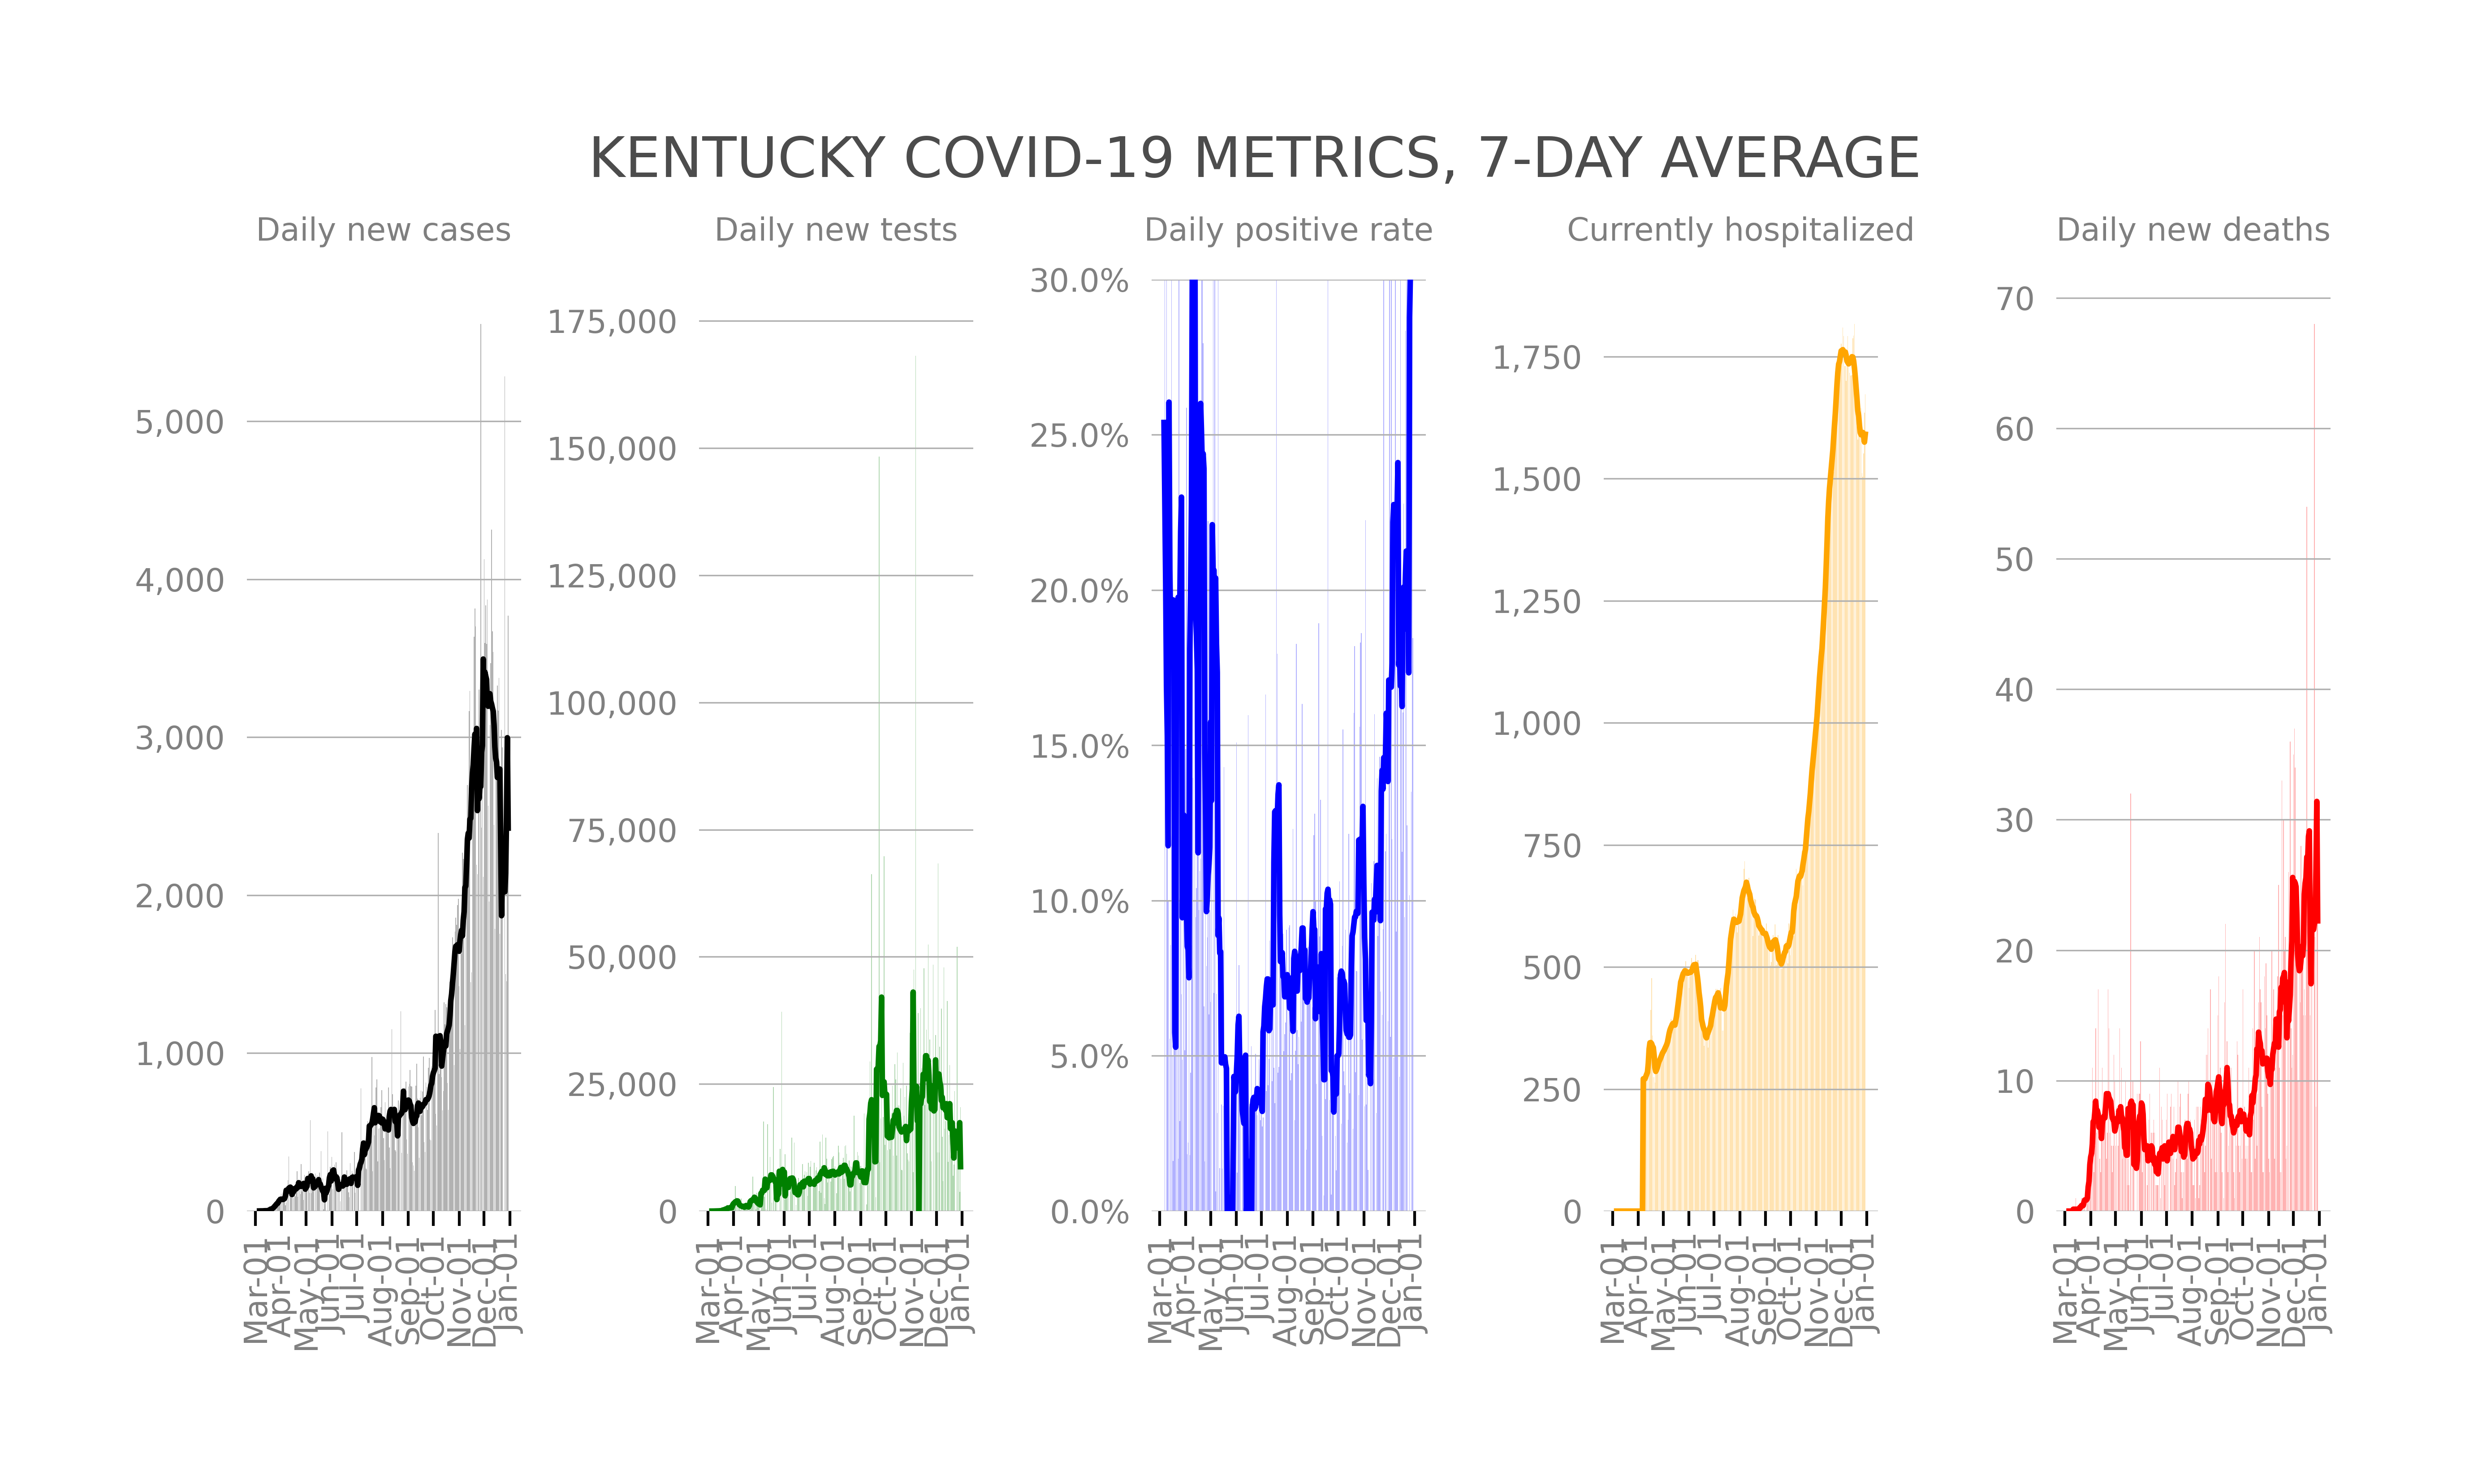 KENTUCKY COVID-19 METRICS, 7-DAY AVERAGE
Daily new cases
5,000
4,000
3,000
2,000
1,000
0
Mar-01
Apr-01
May-01
Jun-01
Jul-01
Aug-01
Sep-01
Oct-01
Nov-01
Dec-01
Jan-01
Daily new tests
175,000
150,000
125,000
100,000
75,000
50,000
25,000
0
Mar-01
Apr-01
May-01
Jun-01
Jul-01
Aug-01
Sep-01
Oct-01
Nov-01
Dec-01
Jan-01
Daily positive rate
30.0%
25.0%
20.0%
15.0%
10.0%
5.0%
0.0%
Mar-01
Apr-01
May-01
Jun-01
Jul-01
Aug-01
Sep-01
Oct-01
Nov-01
Dec-01
Jan-01
Currently hospitalized
1,750
1,500
1,250
1,000
750
500
250
0
Mar-01
Apr-01
May-01
Jun-01
Jul-01
Aug-01
Sep-01
Oct-01
Nov-01
Dec-01
Jan-01
Daily new deaths
70
60
50
40
30
20
10
0
Mar-01
Apr-01
May-01
Jun-01
Jul-01
Aug-01
Sep-01
Oct-01
Nov-01
Dec-01
Jan-01